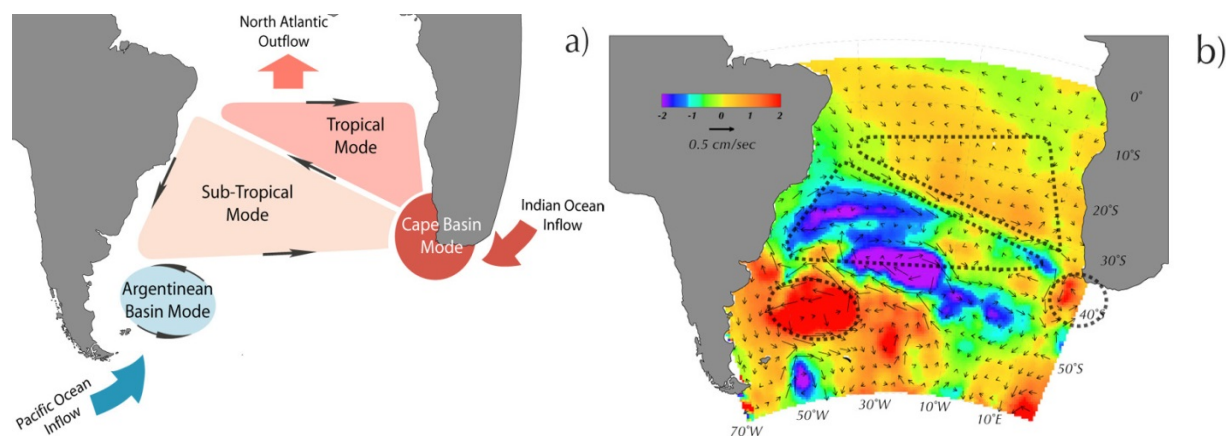 North Atlantic
Outflow
a)
Tropical
Mode
Sub-Tropical
Mode
Cape Basin
Mode
Indian Ocean
Inflow
Argentinean
Basin Mode
Pacific Ocean
Inflow
b)
-2 -1 0 1 2
0.5 cm/sec
0°
10°S
20°S
30°S
40°S
50°S
10°E
10°W
30°W
50°W
70°W